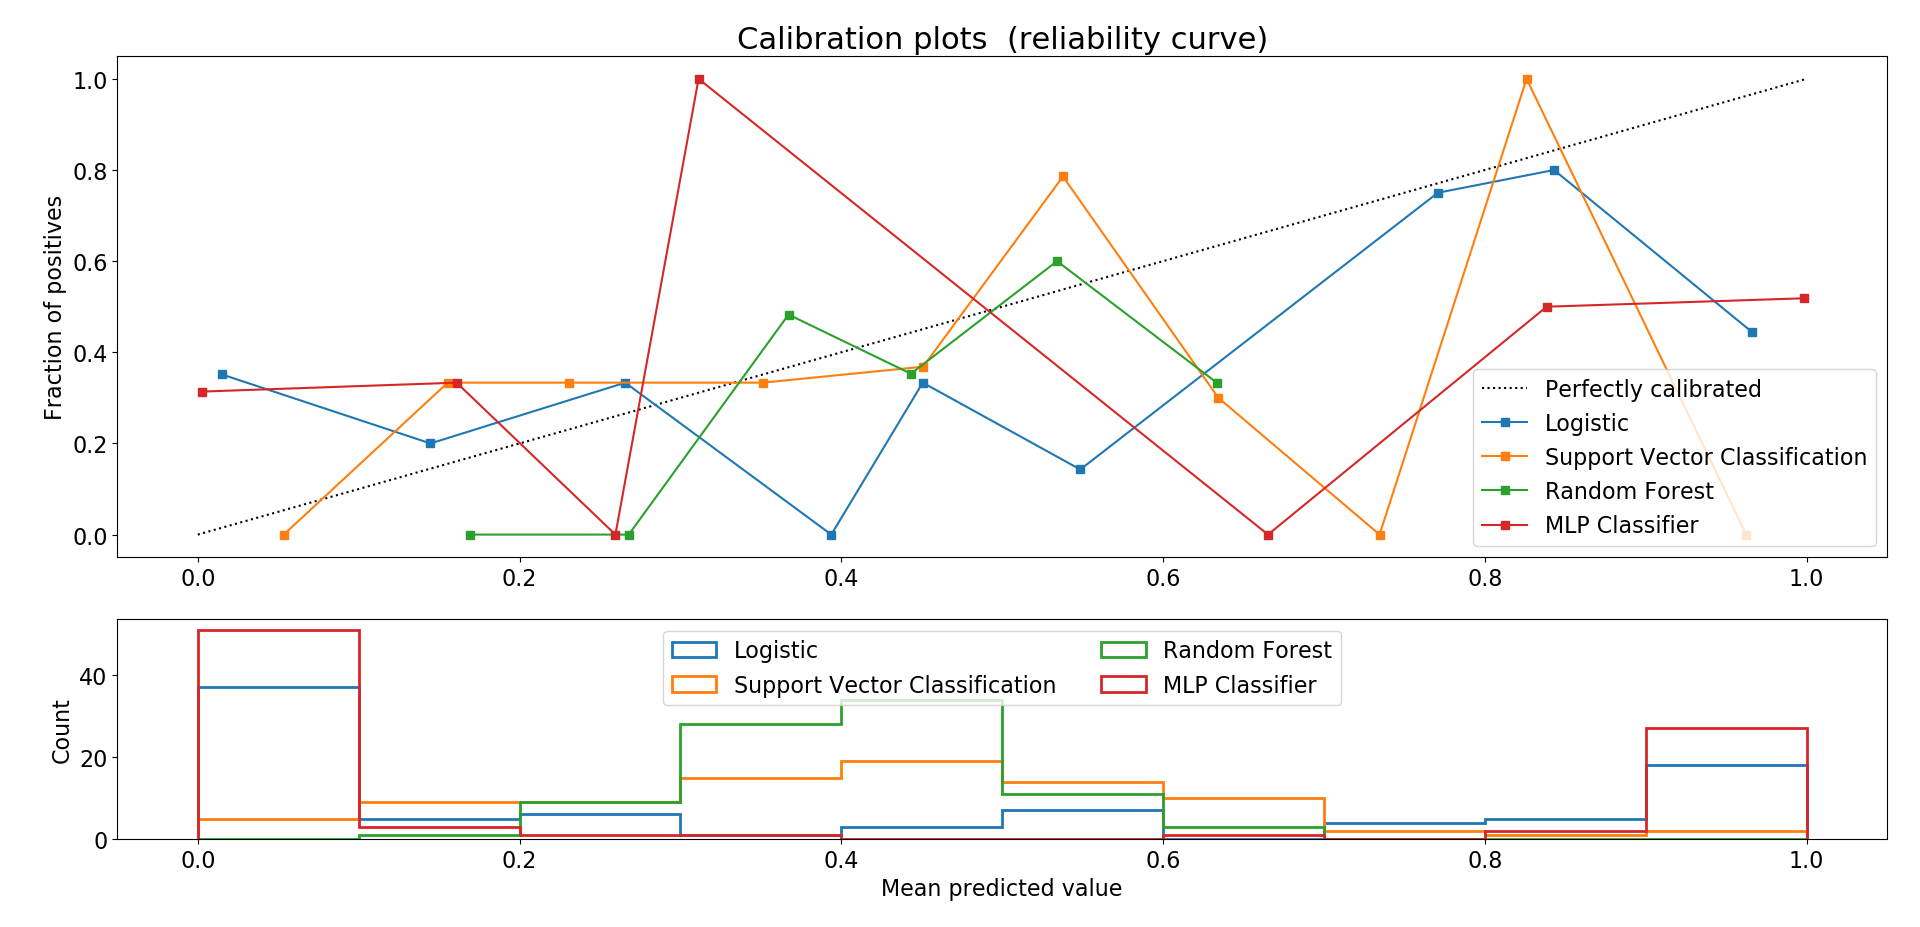 Calibration plots  (reliability curve)
Fraction of positives
1.0
0.8
0.6
0.4
0.2
0.0
0.0 0.2 0.4 0.6 0.8 1.0
Perfectly calibrated
Logistic
Support Vector Classification
Random Forest
MLP Classifier
Count
40
20
0
Logistic
Support Vector Classification
Random Forest
MLP Classifier
0.0 0.2 0.4 0.6 0.8 1.0
Mean predicted value